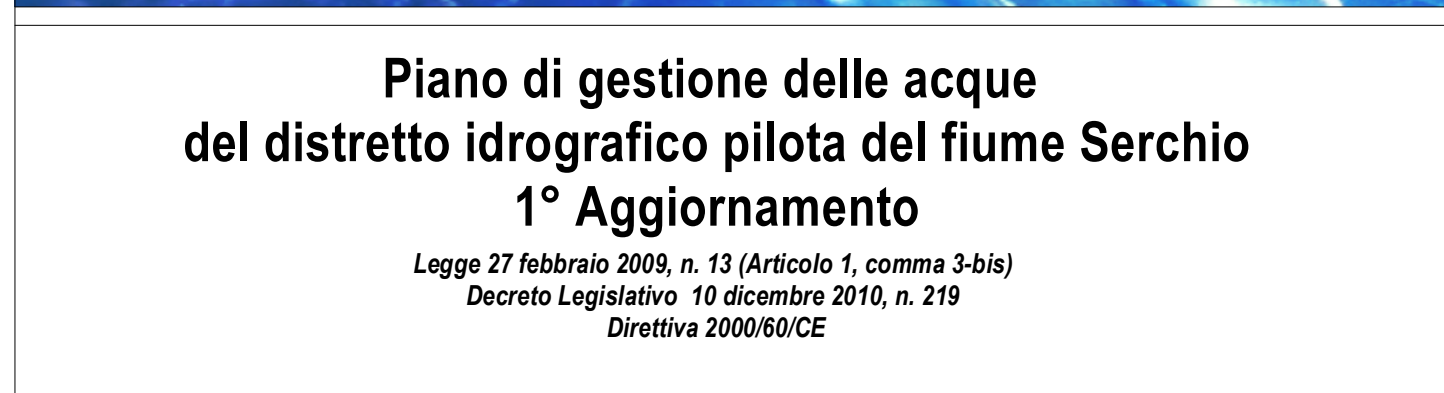 Piano di gestione delle acque
del distretto idrografico pilota del fiume Serchio
1° Aggiornamento
Legge 27 febbraio 2009, n. 13 (Articolo 1, comma 3-bis)
Decreto Legislativo 10 dicembre 2010, n. 219
Direttiva 2000/60/CE